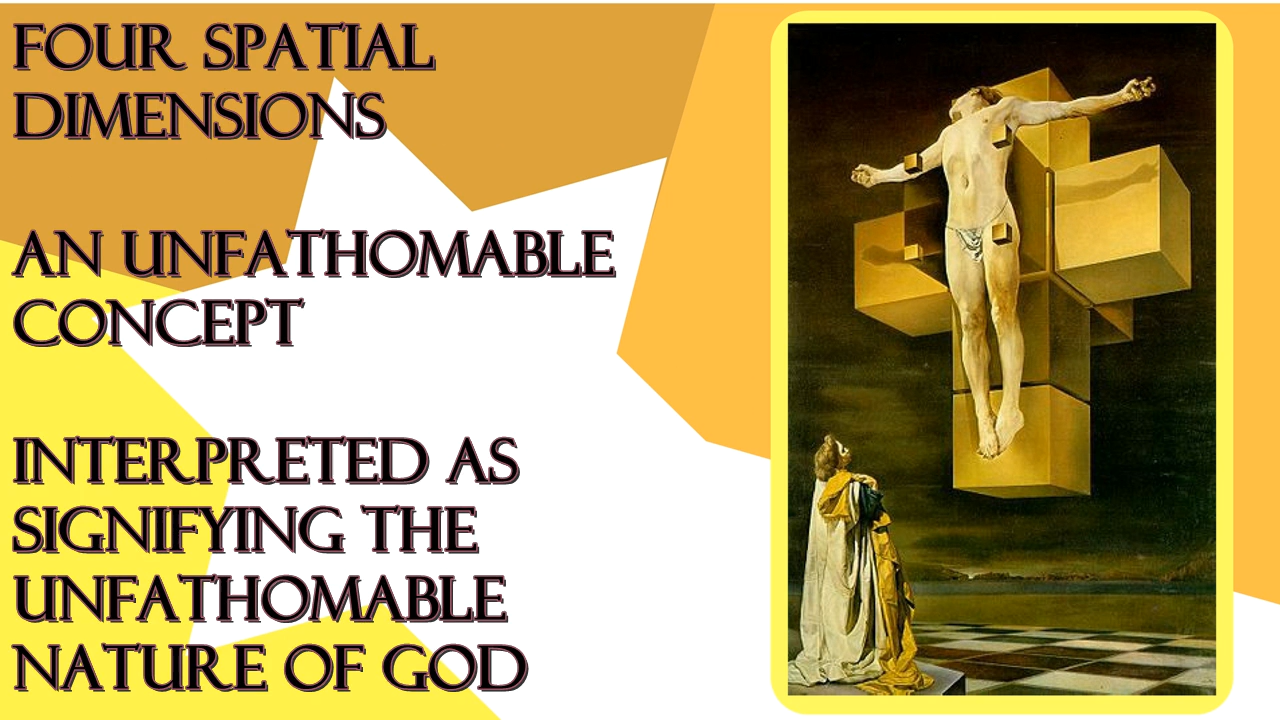 FOUR SPATIAL
DIMENSIONS
AN UNFATHOMABLE
CONCEPT
INTERPRETED AS
SIGNIFYING THE
UNFATHOMABLE
NATURE OF GOD